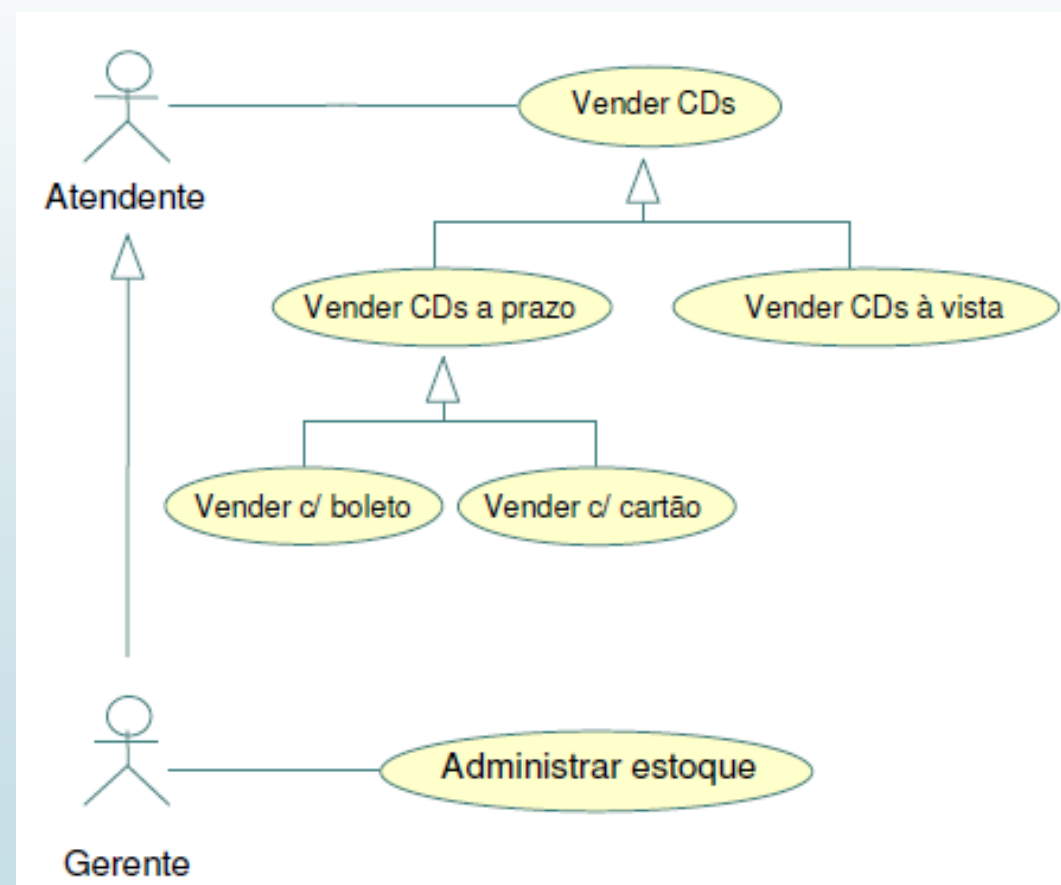 Vender CDs
Atendente
Vender CDs a prazo
Vender CDs à vista
Vender c/ boleto
Vender c/ cartão
Administrar estoque
Gerente